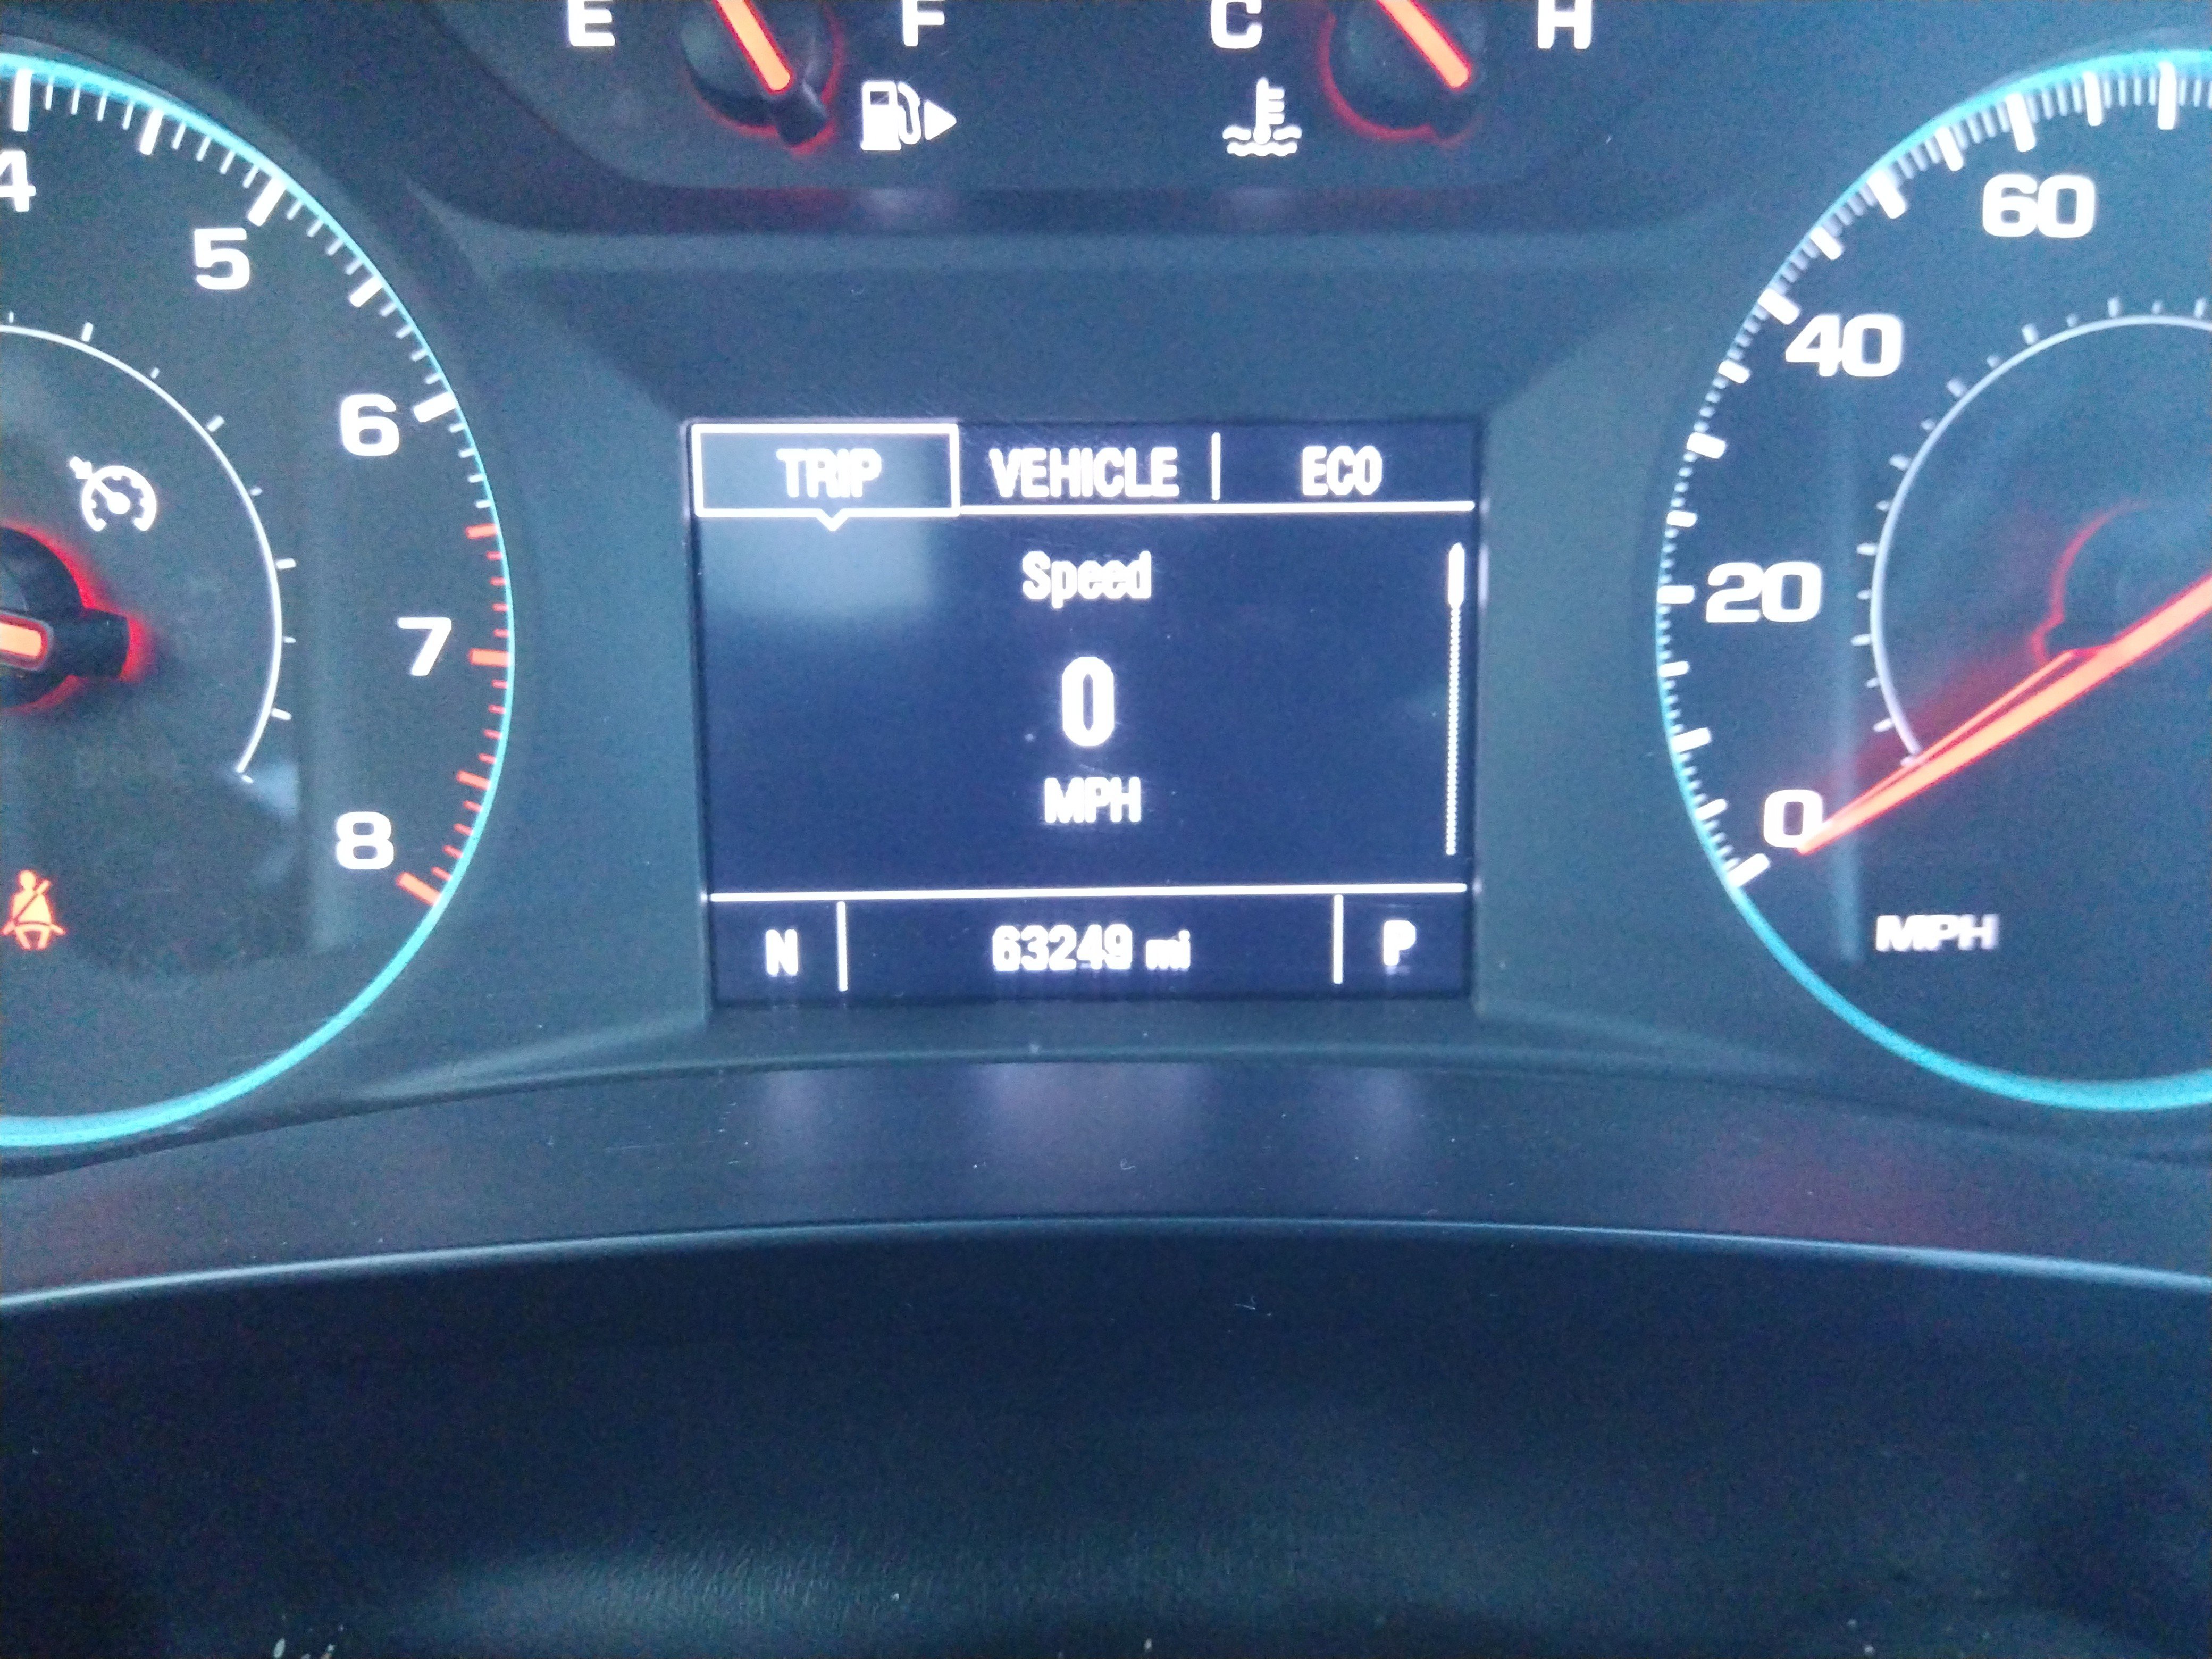 E F C H
4
5
6
7
8
60
40
20
0
MPH
TRIP VEHICLE ECO
Speed
0
MPH
N 63249 mi P